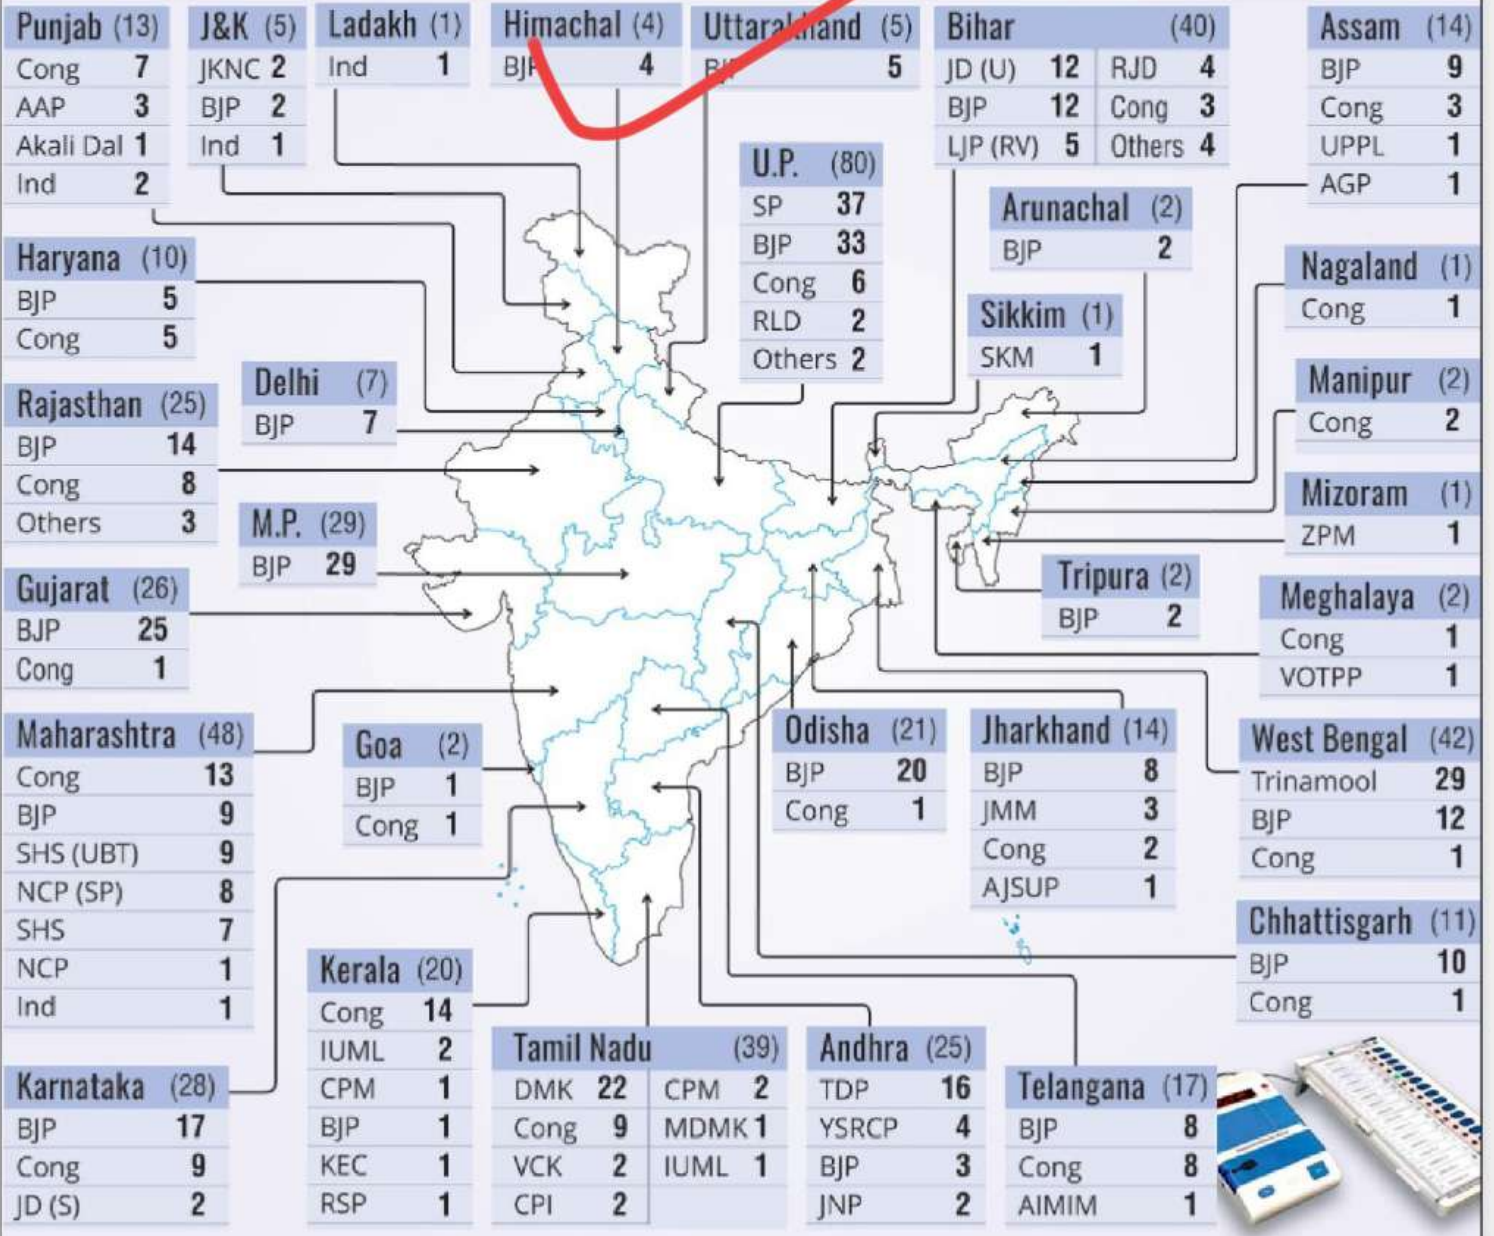 Punjab (13)
Cong 7
AAP 3
Akali Dal 1
Ind 2
J&K (5)
JKNC 2
BJP 2
Ind 1
Ladakh (1)
Ind 1
Himachal (4)
BJP 4
Uttarakhand (5)
BJP 5
Bihar (40)
JD (U) 12 RJD 4
BJP 12 Cong 3
LJP (RV) 5 Others 4
Assam (14)
BJP 9
Cong 3
UPPL 1
AGP 1
U.P. (80)
SP 37
BJP 33
Cong 6
RLD 2
Others 2
Arunachal (2)
BJP 2
Haryana (10)
BJP 5
Cong 5
Nagaland (1)
Cong 1
Sikkim (1)
SKM 1
Delhi (7)
BJP 7
Manipur (2)
Cong 2
Rajasthan (25)
BJP 14
Cong 8
Others 3
Mizoram (1)
ZPM 1
M.P. (29)
BJP 29
Tripura (2)
BJP 2
Gujarat (26)
BJP 25
Cong 1
Meghalaya (2)
Cong 1
VOTPP 1
Maharashtra (48)
Cong 13
BJP 9
SHS (UBT) 9
NCP (SP) 8
SHS 7
NCP 1
Ind 1
Goa (2)
BJP 1
Cong 1
Odisha (21)
BJP 20
Cong 1
Jharkhand (14)
BJP 8
JMM 3
Cong 2
AJSUP 1
West Bengal (42)
Trinamool 29
BJP 12
Cong 1
Chhattisgarh (11)
BJP 10
Cong 1
Kerala (20)
Cong 14
IUML 2
CPM 1
BJP 1
KEC 1
RSP 1
Tamil Nadu (39)
DMK 22 CPM 2
Cong 9 MDMK 1
VCK 2 IUML 1
CPI 2
Andhra (25)
TDP 16
YSRCP 4
BJP 3
JNP 2
Karnataka (28)
BJP 17
Cong 9
JD (S) 2
Telangana (17)
BJP 8
Cong 8
AIMIM 1